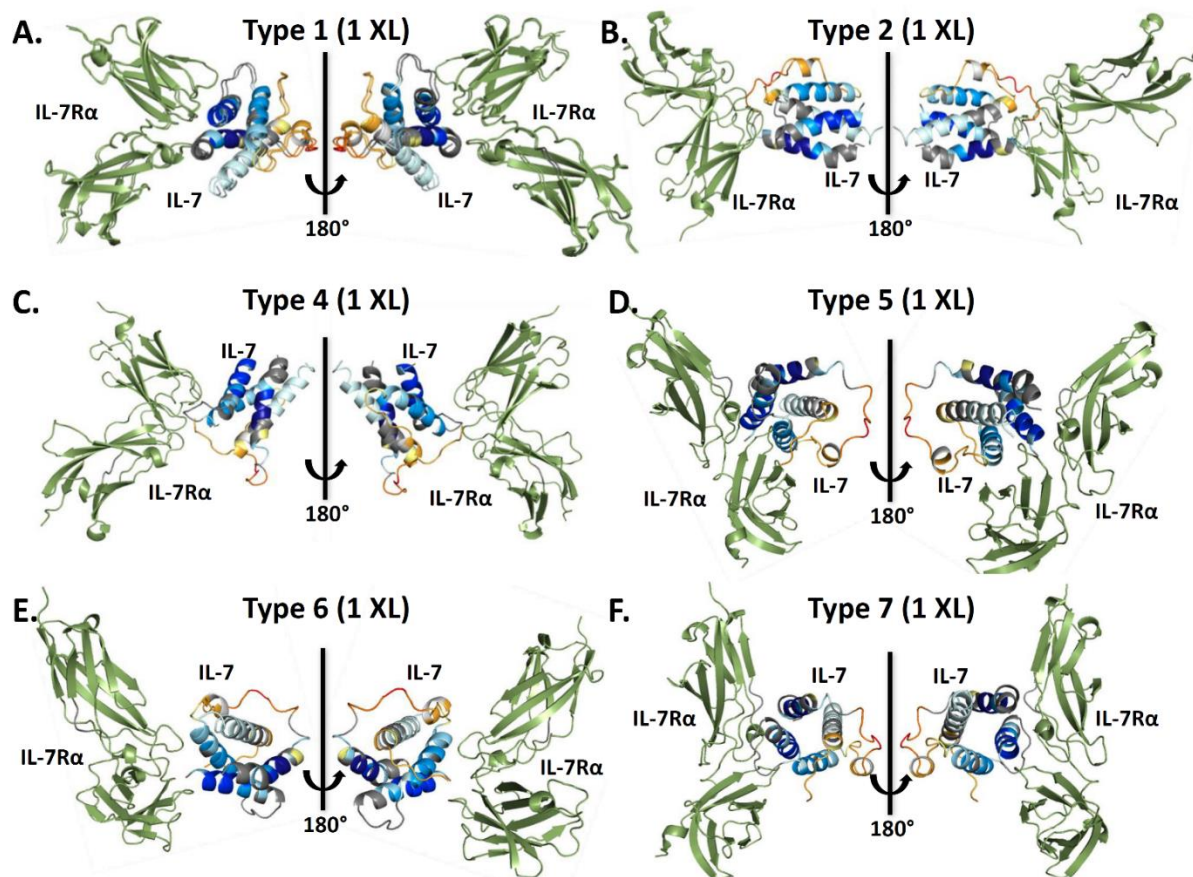 A.
Type 1 (1 XL)
IL-7Rα
IL-7Rα
IL-7
IL-7
180°
B.
Type 2 (1 XL)
IL-7Rα
IL-7
IL-7
IL-7Rα
180°
C.
Type 4 (1 XL)
IL-7
IL-7
IL-7Rα
IL-7Rα
180°
D.
Type 5 (1 XL)
IL-7Rα
IL-7
IL-7
IL-7Rα
180°
E.
Type 6 (1 XL)
IL-7
IL-7
IL-7Rα
IL-7Rα
180°
F.
Type 7 (1 XL)
IL-7
IL-7
IL-7Rα
IL-7Rα
180°